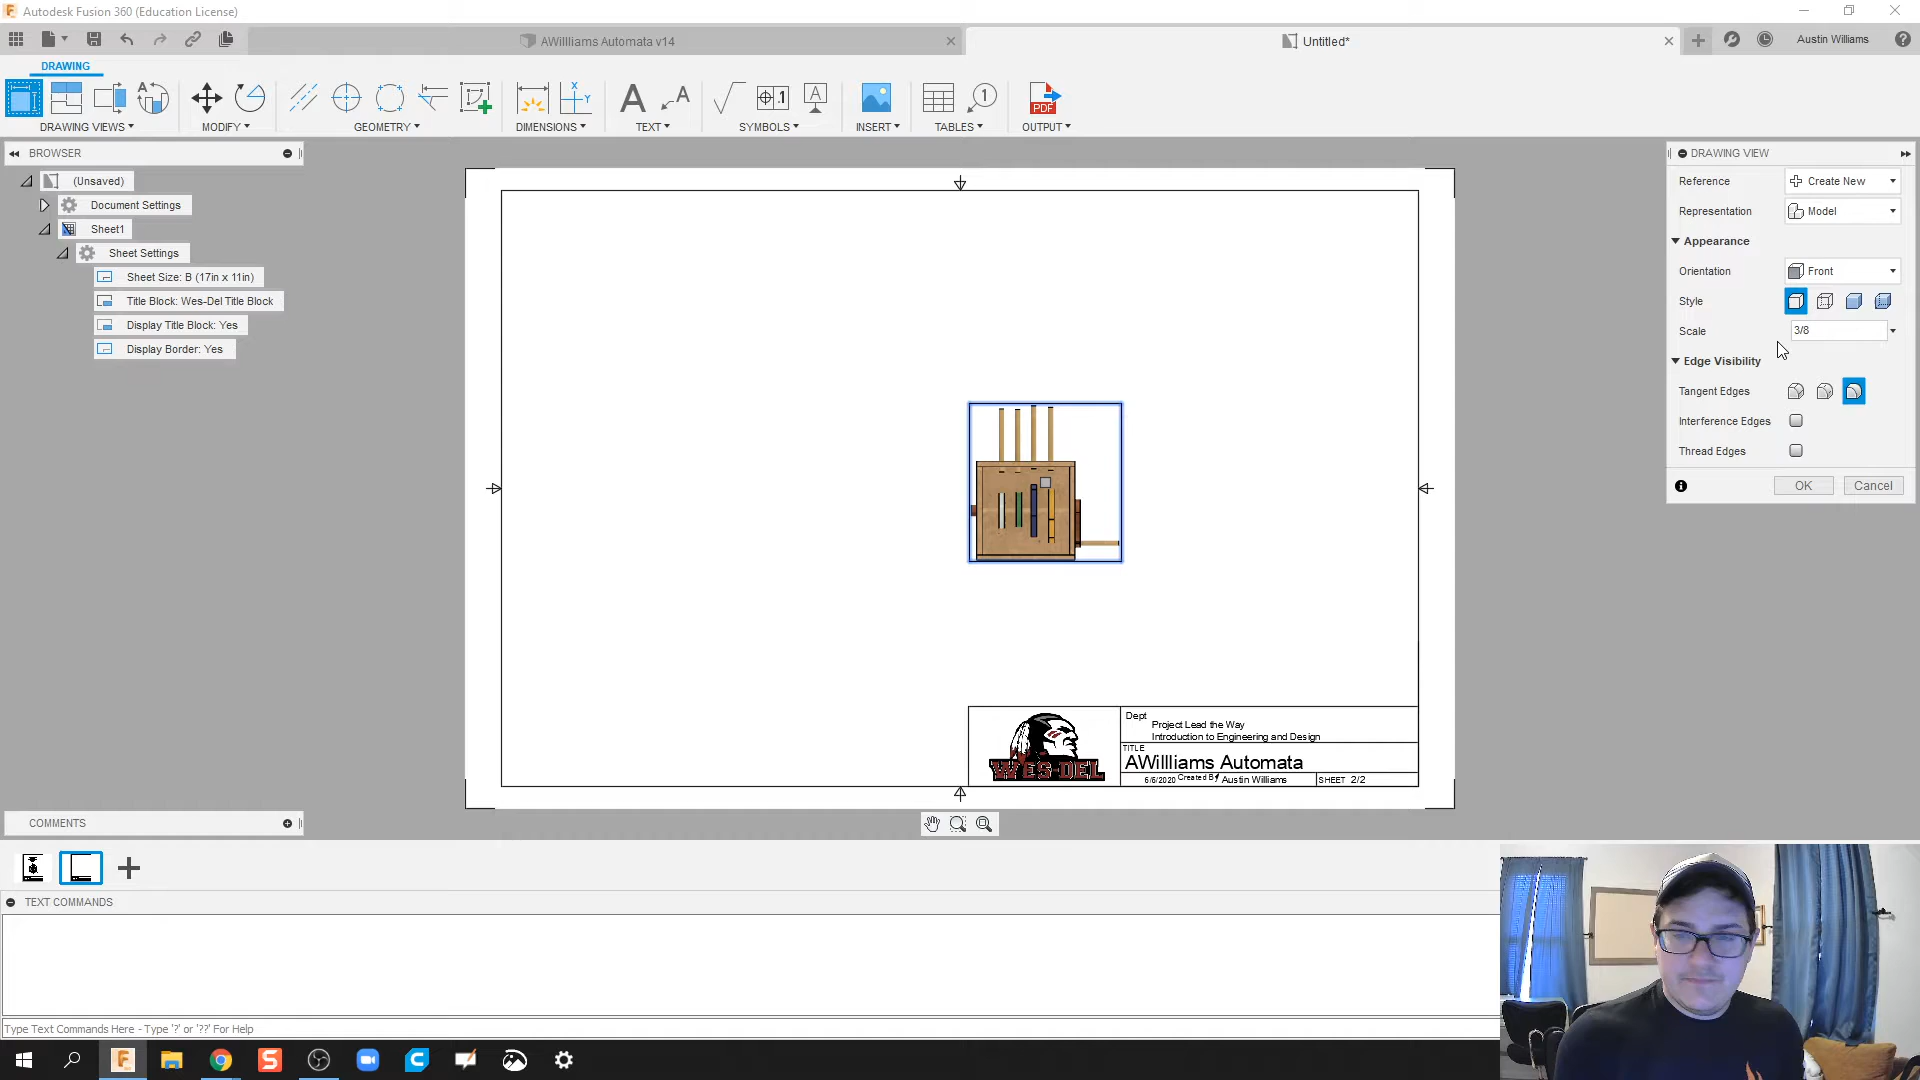 Autodesk Fusion 360 (Education License)
AWilliams Automata v14
Untitled*
Austin Williams
DRAWING
DRAWING VIEWS
MODIFY
GEOMETRY
DIMENSIONS
TEXT
SYMBOLS
INSERT
TABLES
OUTPUT
PDF
BROWSER
(Unsaved)
Document Settings
Sheet1
Sheet Settings
Sheet Size: B (17in x 11in)
Title Block: Wes-Del Title Block
Display Title Block: Yes
Display Border: Yes
DRAWING VIEW
Reference
Create New
Representation
Model
Appearance
Orientation
Front
Style
Scale
3/8
Edge Visibility
Tangent Edges
Interference Edges
Thread Edges
OK
Cancel
WES-DEL
Dept
Project Lead the Way
Introduction to Engineering and Design
TITLE
AWilliams Automata
6/6/2020 Created By Austin Williams
SHEET 2/2
COMMENTS
TEXT COMMANDS
Type Text Commands Here - Type '?' or '??' For Help